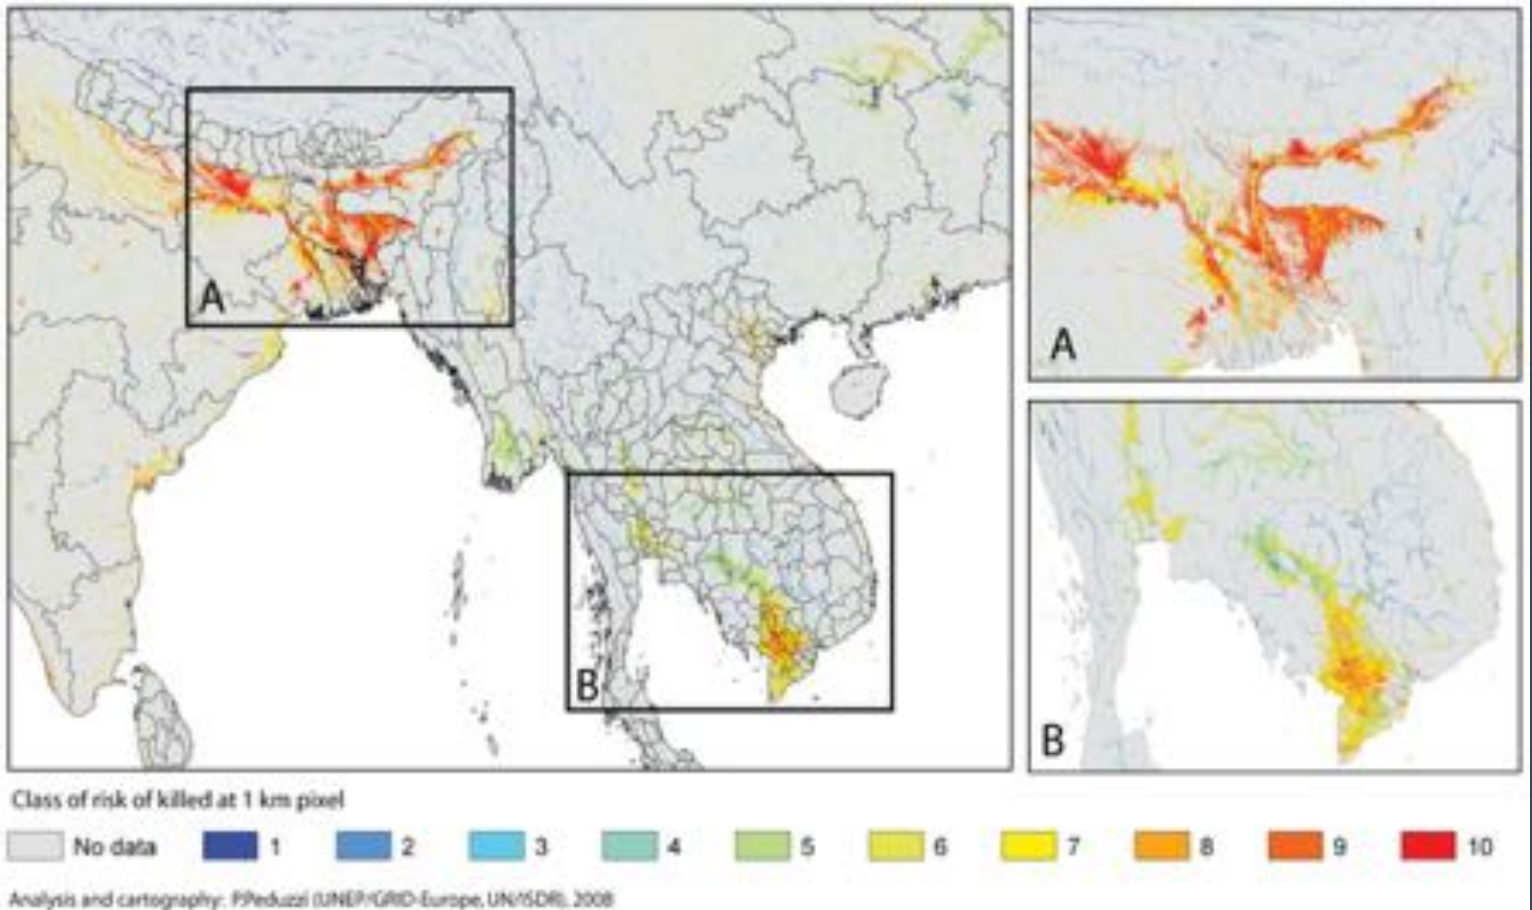 A
B
A
B
Class of risk of killed at 1 km pixel
No data 1 2 3 4 5 6 7 8 9 10
Analysis and cartography: P.Peduzzi (UNEP/GRID-Europe, UN/ISDR), 2008